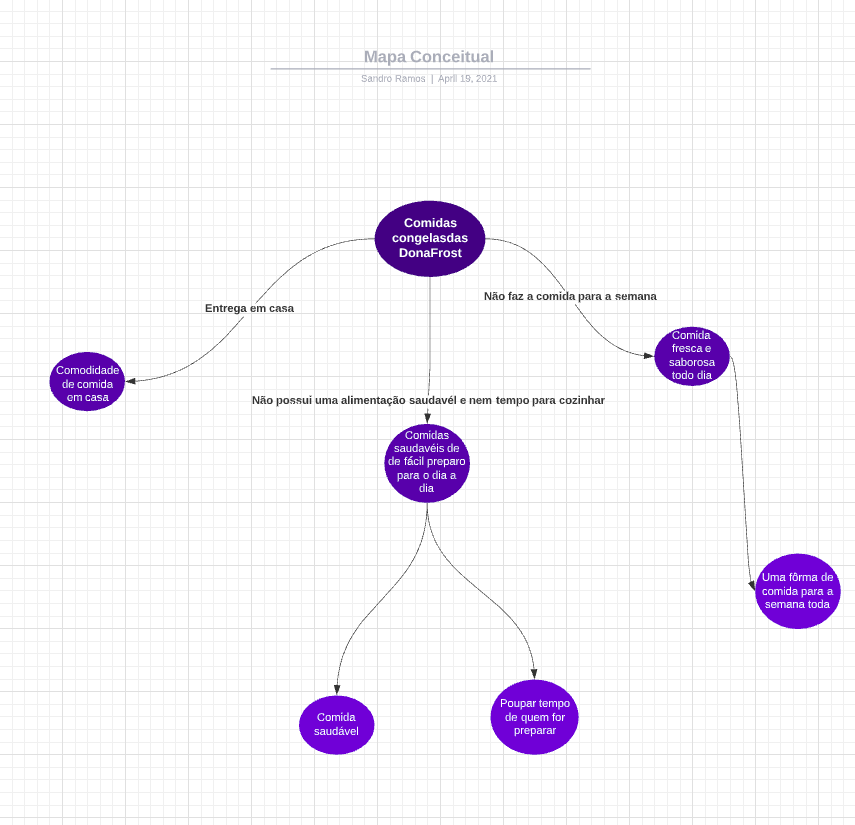 Mapa Conceitual
Sandro Ramos | April 19, 2021
Comidas
congelasdas
DonaFrost
Entrega em casa
Não faz a comida para a semana
Comida
fresca e
saborosa
todo dia
Comodidade
de comida
em casa
Não possui uma alimentação saudavél e nem tempo para cozinhar
Comidas
saudavéis de
de fácil preparo
para o dia a
dia
Uma fôrma de
comida para a
semana toda
Comida
saudável
Poupar tempo
de quem for
preparar